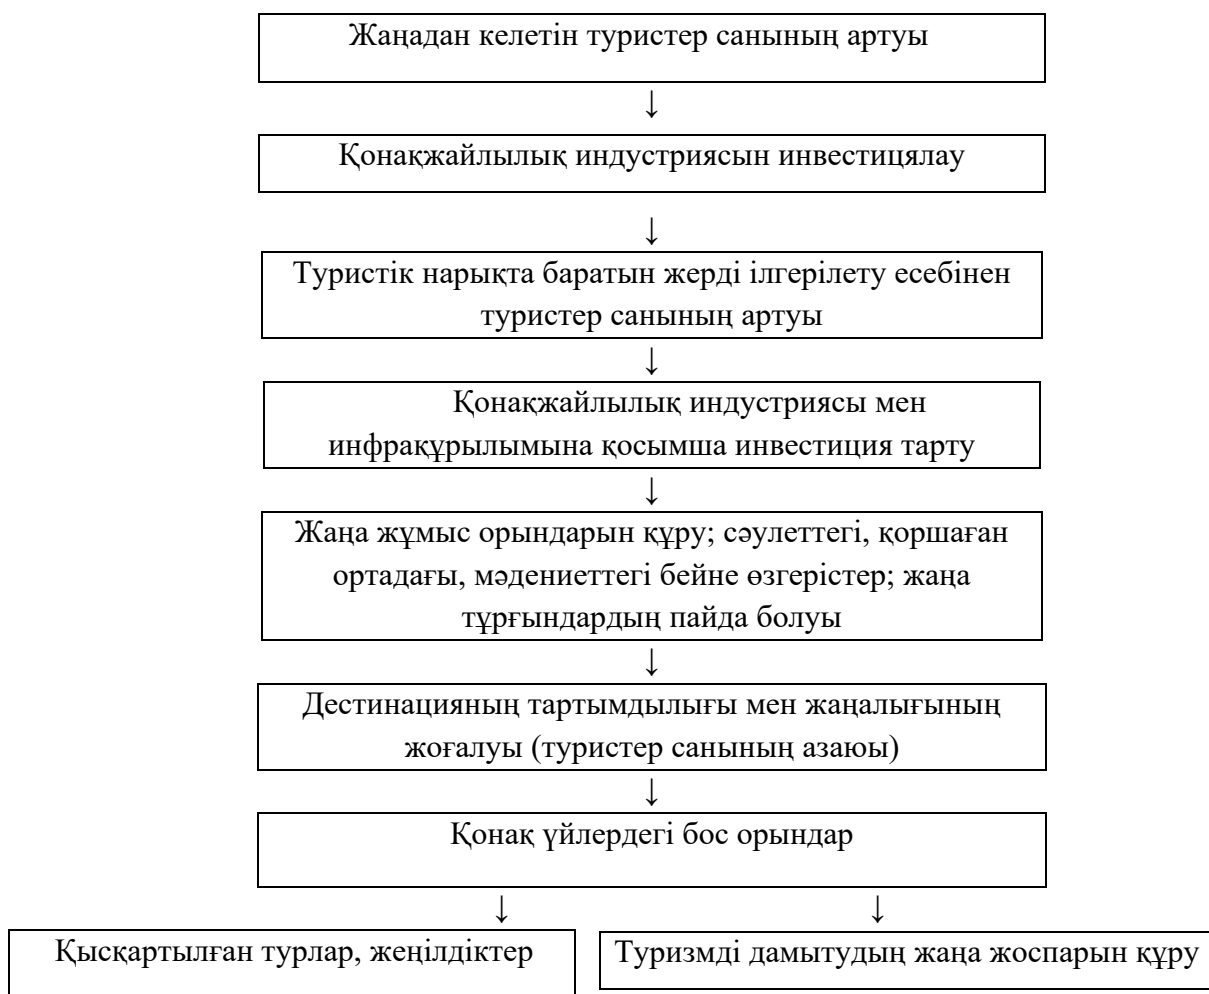 Жаңадан келетін туристер санының артуы
↓
Қонақжайлылық индустриясын инвестицялау
↓
Туристік нарықта баратын жерді ілгерілету есебінен
туристер санының артуы
↓
Қонақжайлылық индустриясы мен
инфрақұрылымына қосымша инвестиция тарту
↓
Жаңа жұмыс орындарын құру; сәулеттегі, қоршаған
ортадағы, мәдениеттегі бейне өзгерістер; жаңа
тұрғындардың пайда болуы
↓
Дестинацияның тартымдылығы мен жаңалығының
жоғалуы (туристер санының азаюы)
↓
Қонақ үйлердегі бос орындар
↓ ↓
Қысқартылған турлар, жеңілдіктер
Туризмді дамытудың жаңа жоспарын құру